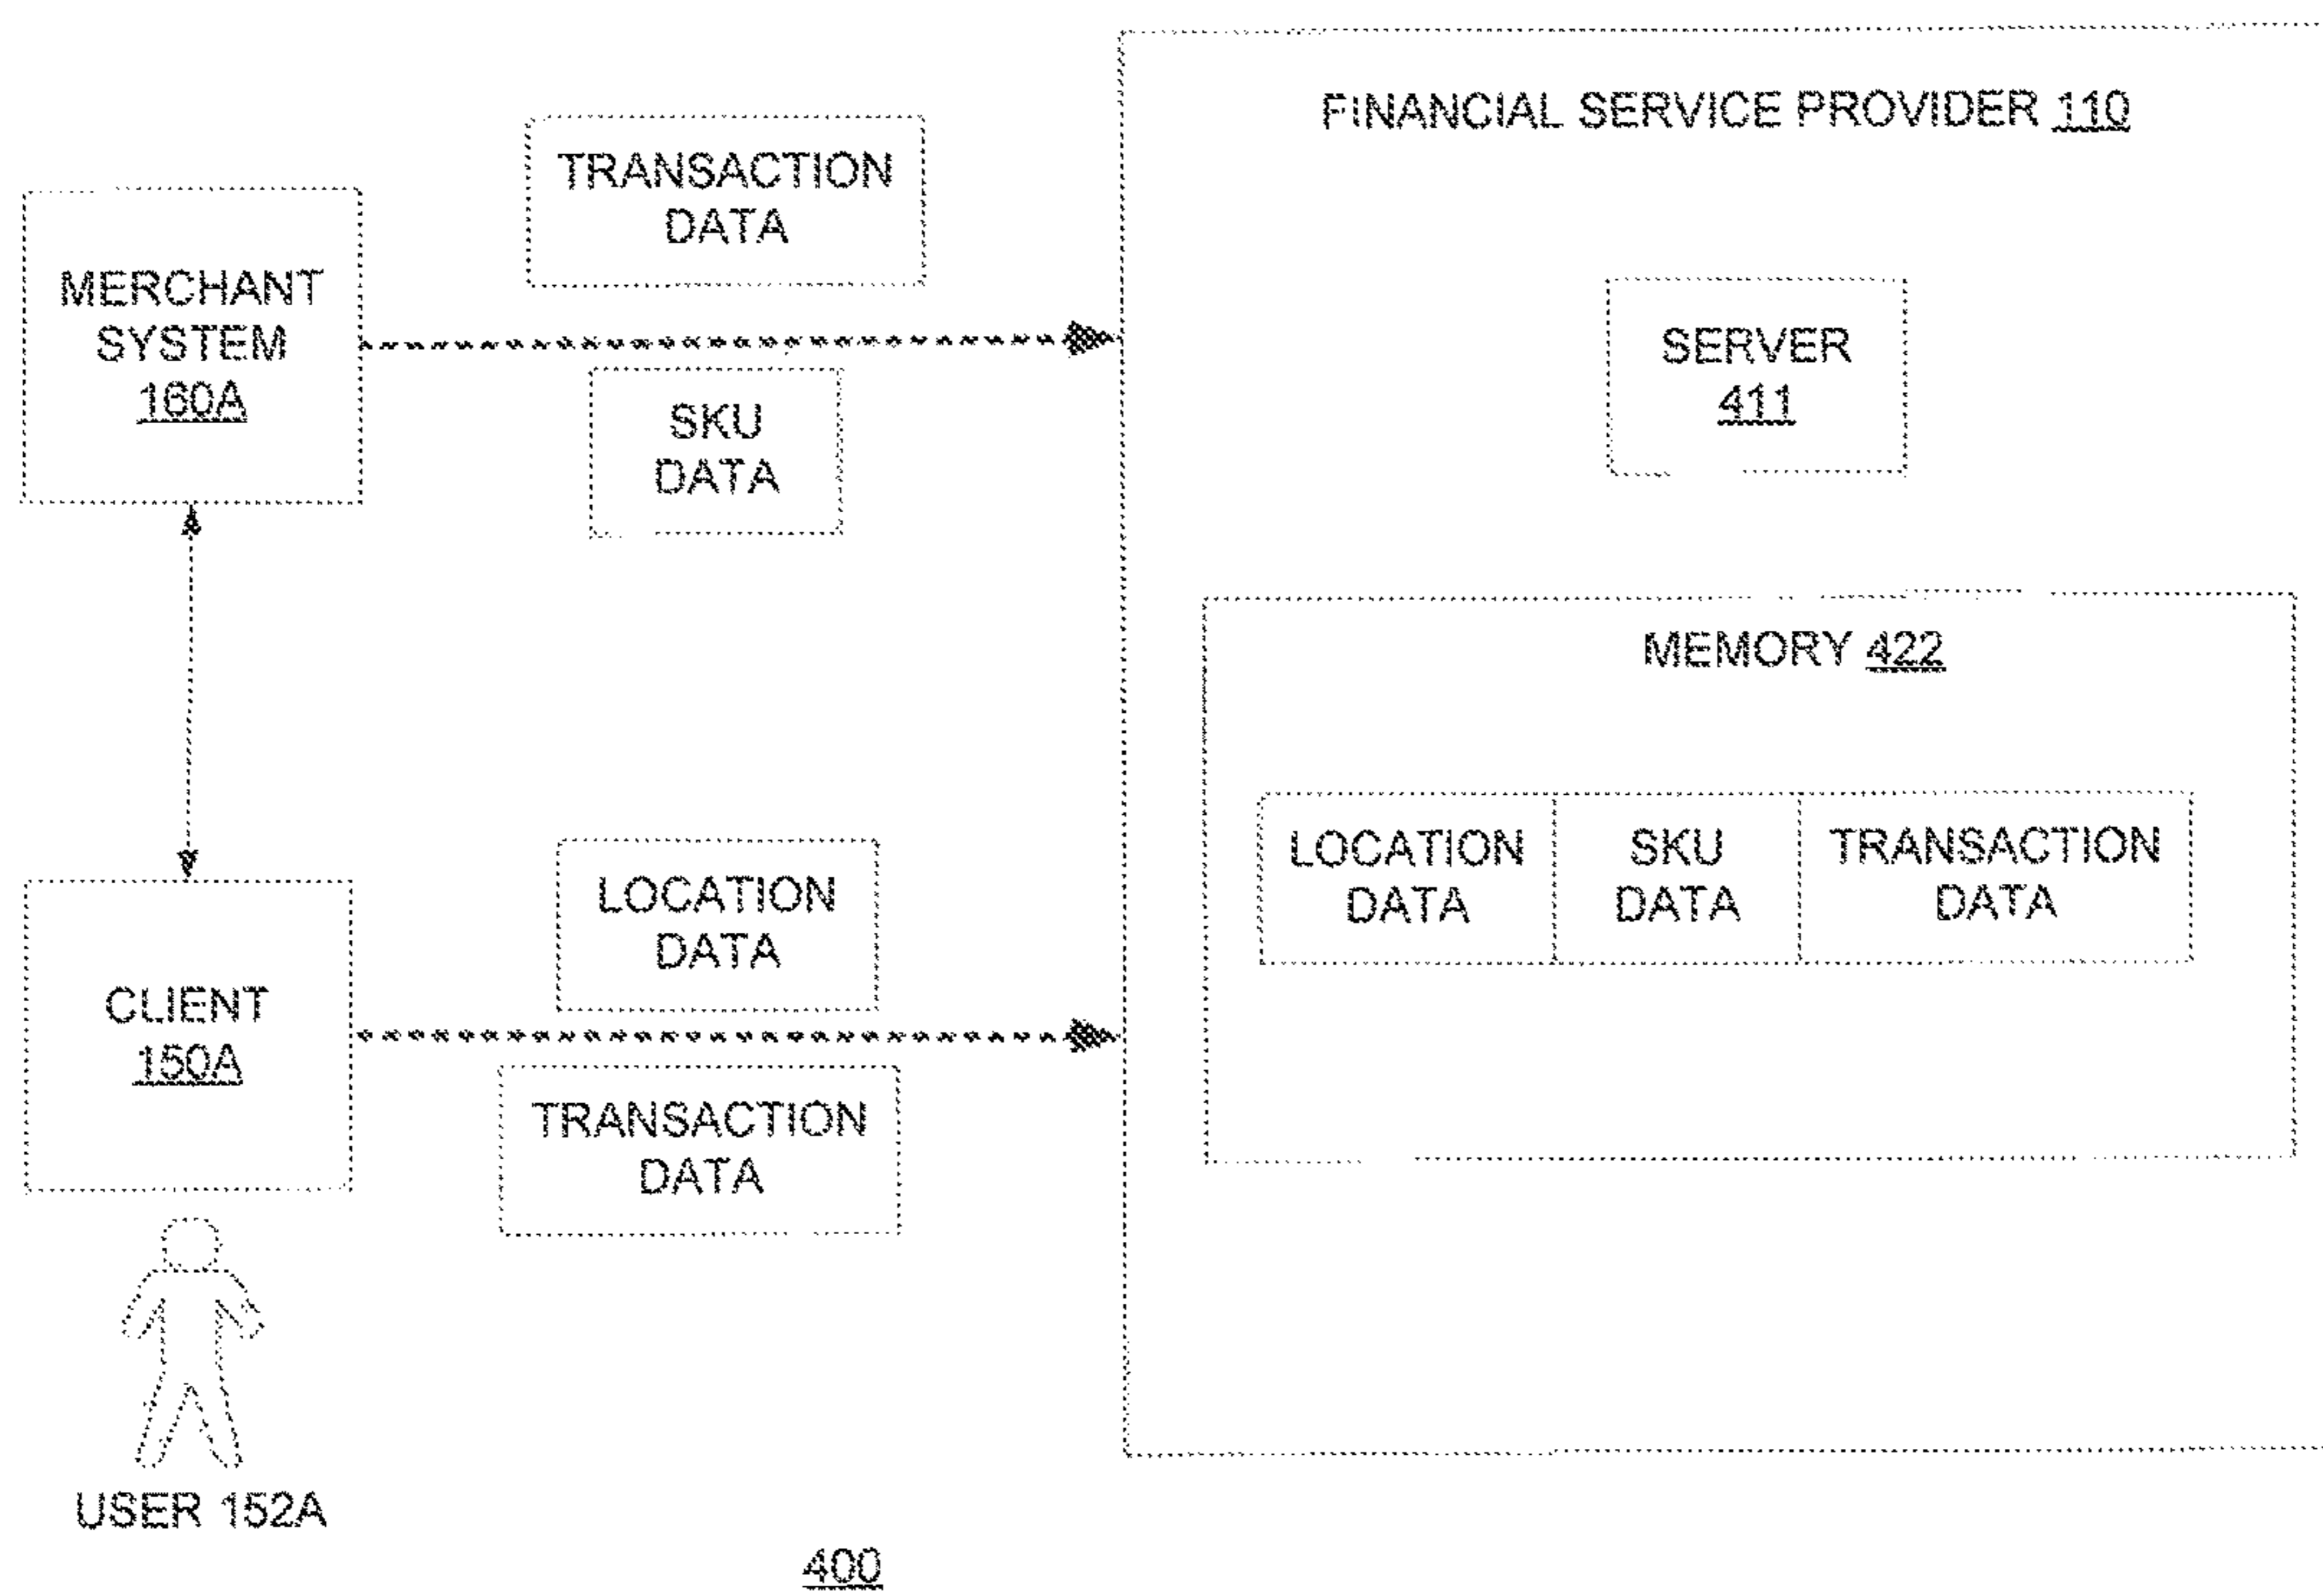 FINANCIAL SERVICE PROVIDER 110
TRANSACTION
DATA
MERCHANT
SYSTEM
160A
SKU
DATA
SERVER
411
MEMORY 422
LOCATION
DATA
SKU
DATA
TRANSACTION
DATA
LOCATION
DATA
CLIENT
150A
TRANSACTION
DATA
USER 152A
400